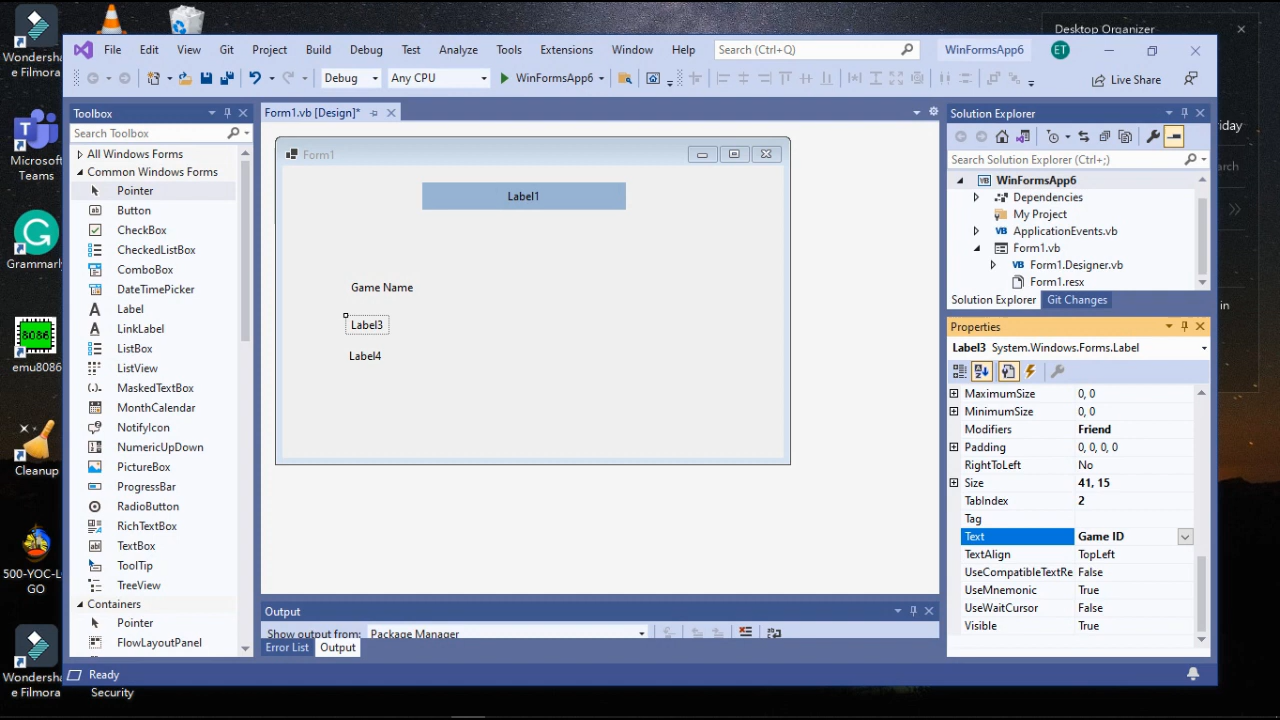 Wondersha
e Filmora
Microsoft
Teams
Grammarly
8086
emu8086
Cleanup
500-YOC-LO
GO
Wondersha
e Filmora
Security
Desktop Organizer
File Edit View Git Project Build Debug Test Analyze Tools Extensions Window Help Search (Ctrl+Q) WinFormsApp6 ET
Debug Any CPU WinFormsApp6 Live Share
Toolbox
Search Toolbox
All Windows Forms
Common Windows Forms
Pointer
Button
CheckBox
CheckedListBox
ComboBox
DateTimePicker
Label
LinkLabel
ListBox
ListView
MaskedTextBox
MonthCalendar
NotifyIcon
NumericUpDown
PictureBox
ProgressBar
RadioButton
RichTextBox
TextBox
ToolTip
TreeView
Containers
Pointer
FlowLayoutPanel
Form1.vb [Design]*
Form1
Label1
Game Name
Label3
Label4
Output
Show output from: Package Manager
Error List Output
Solution Explorer
Search Solution Explorer (Ctrl+;)
WinFormsApp6
Dependencies
My Project
ApplicationEvents.vb
Form1.vb
Form1.Designer.vb
Form1.resx
Solution Explorer Git Changes
Properties
Label3 System.Windows.Forms.Label
MaximumSize 0, 0
MinimumSize 0, 0
Modifiers Friend
Padding 0, 0, 0, 0
RightToLeft No
Size 41, 15
TabIndex 2
Tag
Text Game ID
TextAlign TopLeft
UseCompatibleTextRe False
UseMnemonic True
UseWaitCursor False
Visible True
Ready